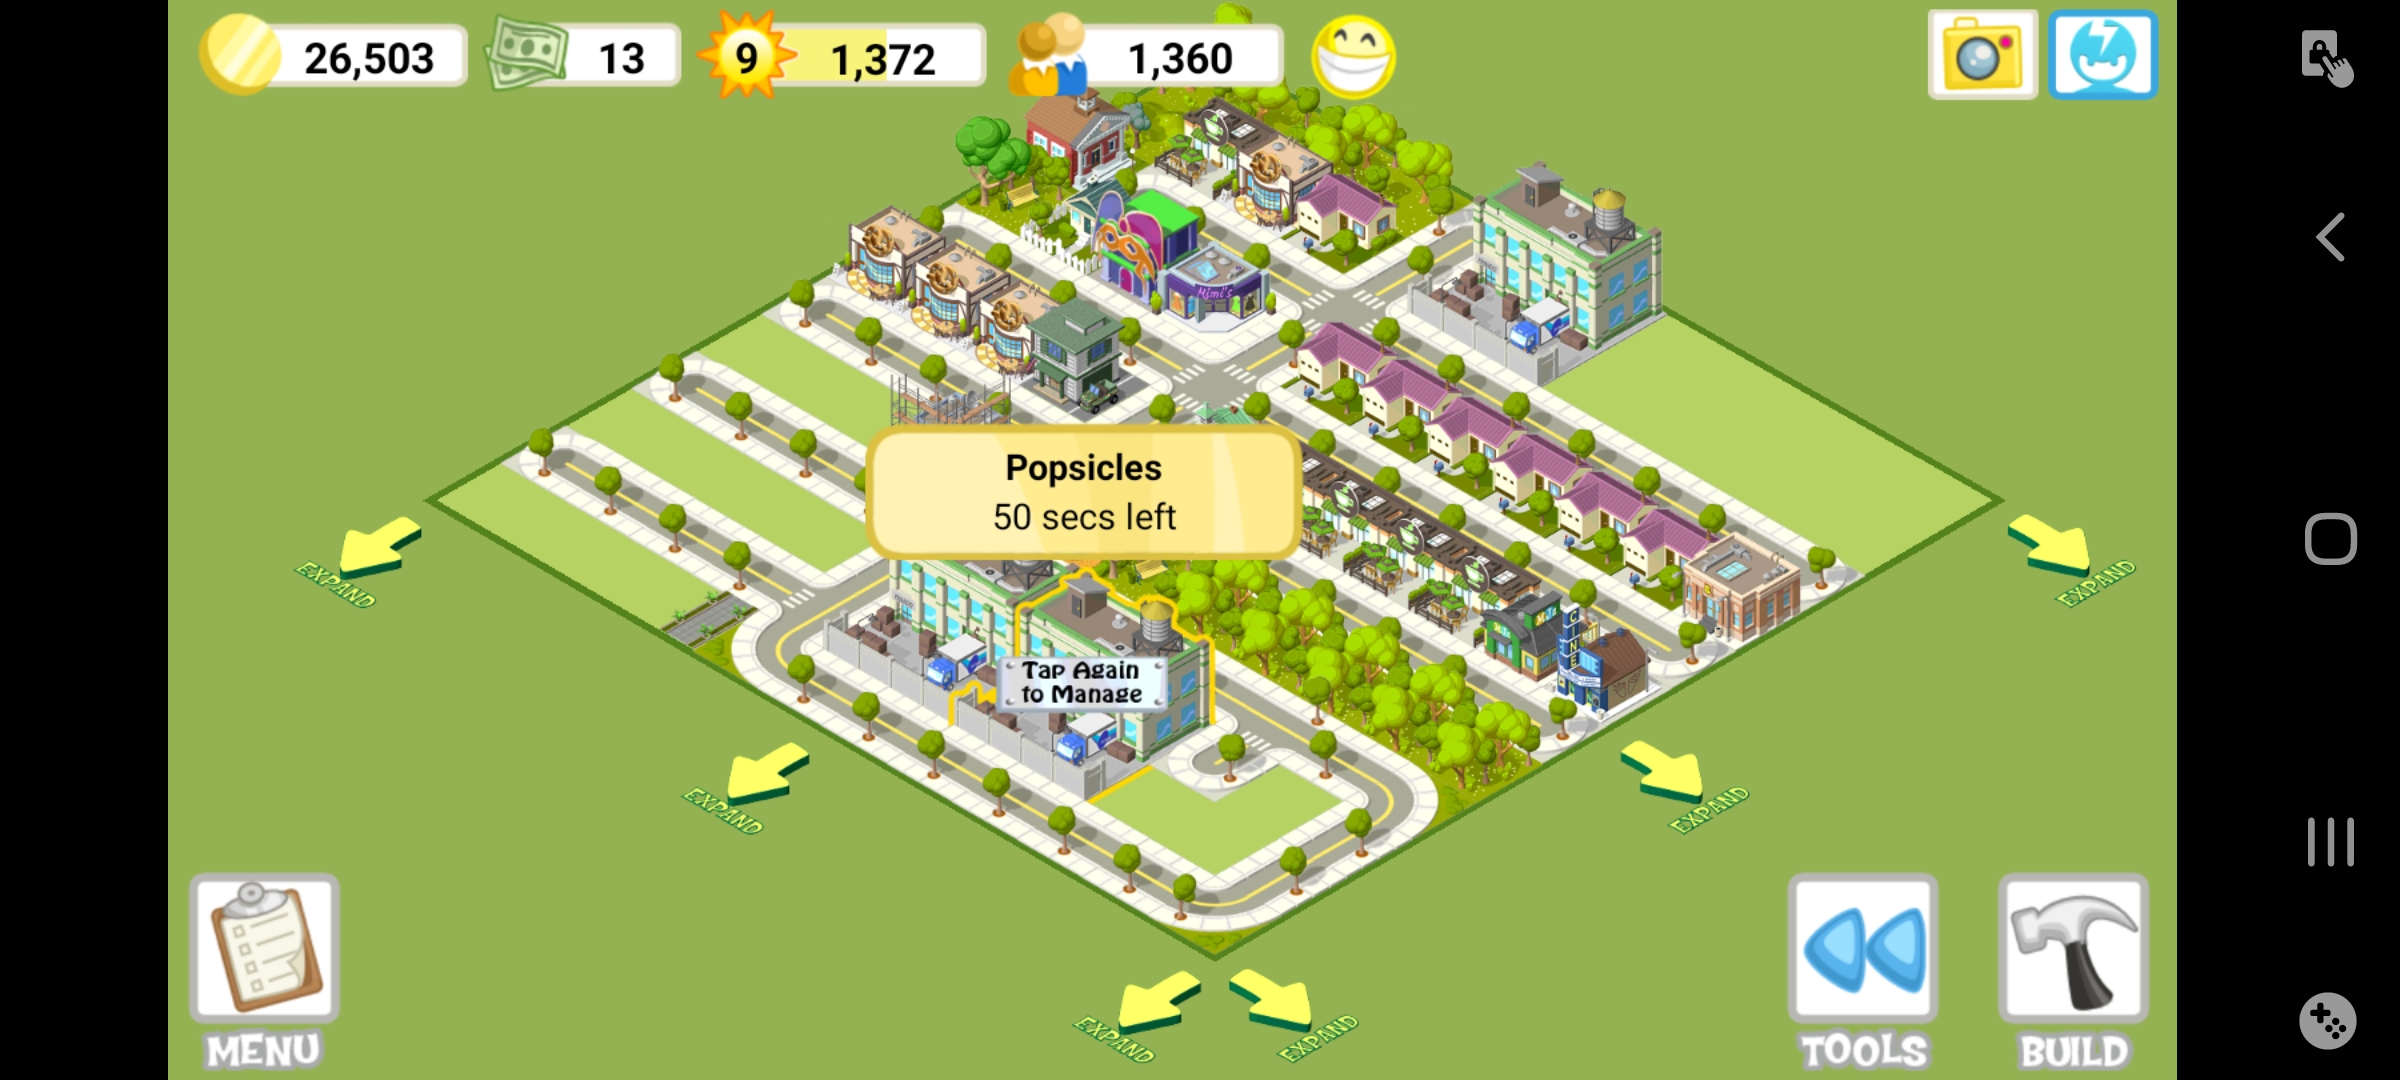 26,503
13
9
1,372
1,360
Mimi's
Popsicles
50 secs left
EXPAND
EXPAND
Tap Again
to Manage
CINE
EXPAND
EXPAND
EXPAND
EXPAND
MENU
TOOLS
BUILD